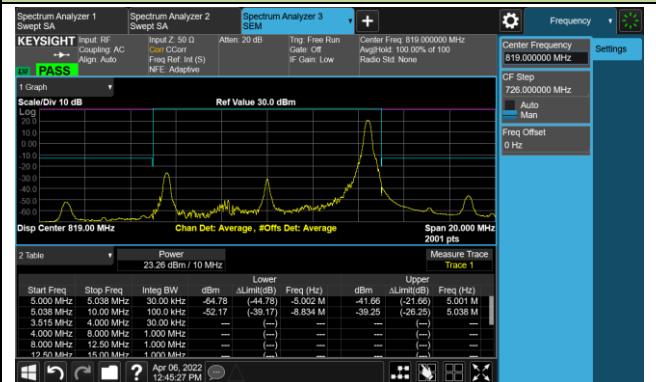 Spectrum Analyzer 1
Swept SA
Spectrum Analyzer 2
Swept SA
Spectrum Analyzer 3
SEM
Frequency
KEYSIGHT
Input: RF
Coupling: AC
Align: Auto
Input Z: 50 Ω
Corr CCorr
Freq Ref: Int (S)
NFE: Adaptive
Atten: 20 dB
Trig: Free Run
Gate: Off
IF Gain: Low
Center Freq: 819.000000 MHz
Avg|Hold: 100.00% of 100
Radio Std: None
LXI PASS
Center Frequency
819.000000 MHz
Settings
CF Step
726.000000 MHz
Auto
Man
Freq Offset
0 Hz
1 Graph
Scale/Div 10 dB
Ref Value 30.0 dBm
Log
20.0
10.0
0.00
-10.0
-20.0
-30.0
-40.0
-50.0
-60.0
Disp Center 819.00 MHz
Chan Det: Average, #Offs Det: Average
Span 20.000 MHz
2001 pts
2 Table
Power
23.26 dBm / 10 MHz
Measure Trace
Trace 1
Lower Upper
Start Freq Stop Freq Integ BW dBm ΔLimit(dB) Freq (Hz) dBm ΔLimit(dB) Freq (Hz)
5.000 MHz 5.038 MHz 30.00 kHz -64.78 (-44.78) -5.002 M -41.66 (-21.66) 5.001 M
5.038 MHz 10.00 MHz 100.0 kHz -52.17 (-39.17) -8.834 M -39.25 (-26.25) 5.038 M
3.515 MHz 4.000 MHz 30.00 kHz --- (---) --- --- (---) ---
4.000 MHz 8.000 MHz 1.000 MHz --- (---) --- --- (---) ---
8.000 MHz 12.50 MHz 1.000 MHz --- (---) --- --- (---) ---
12.50 MHz 15.00 MHz 1.000 MHz --- (---) --- --- (---) ---
Apr 06, 2022
12:45:27 PM